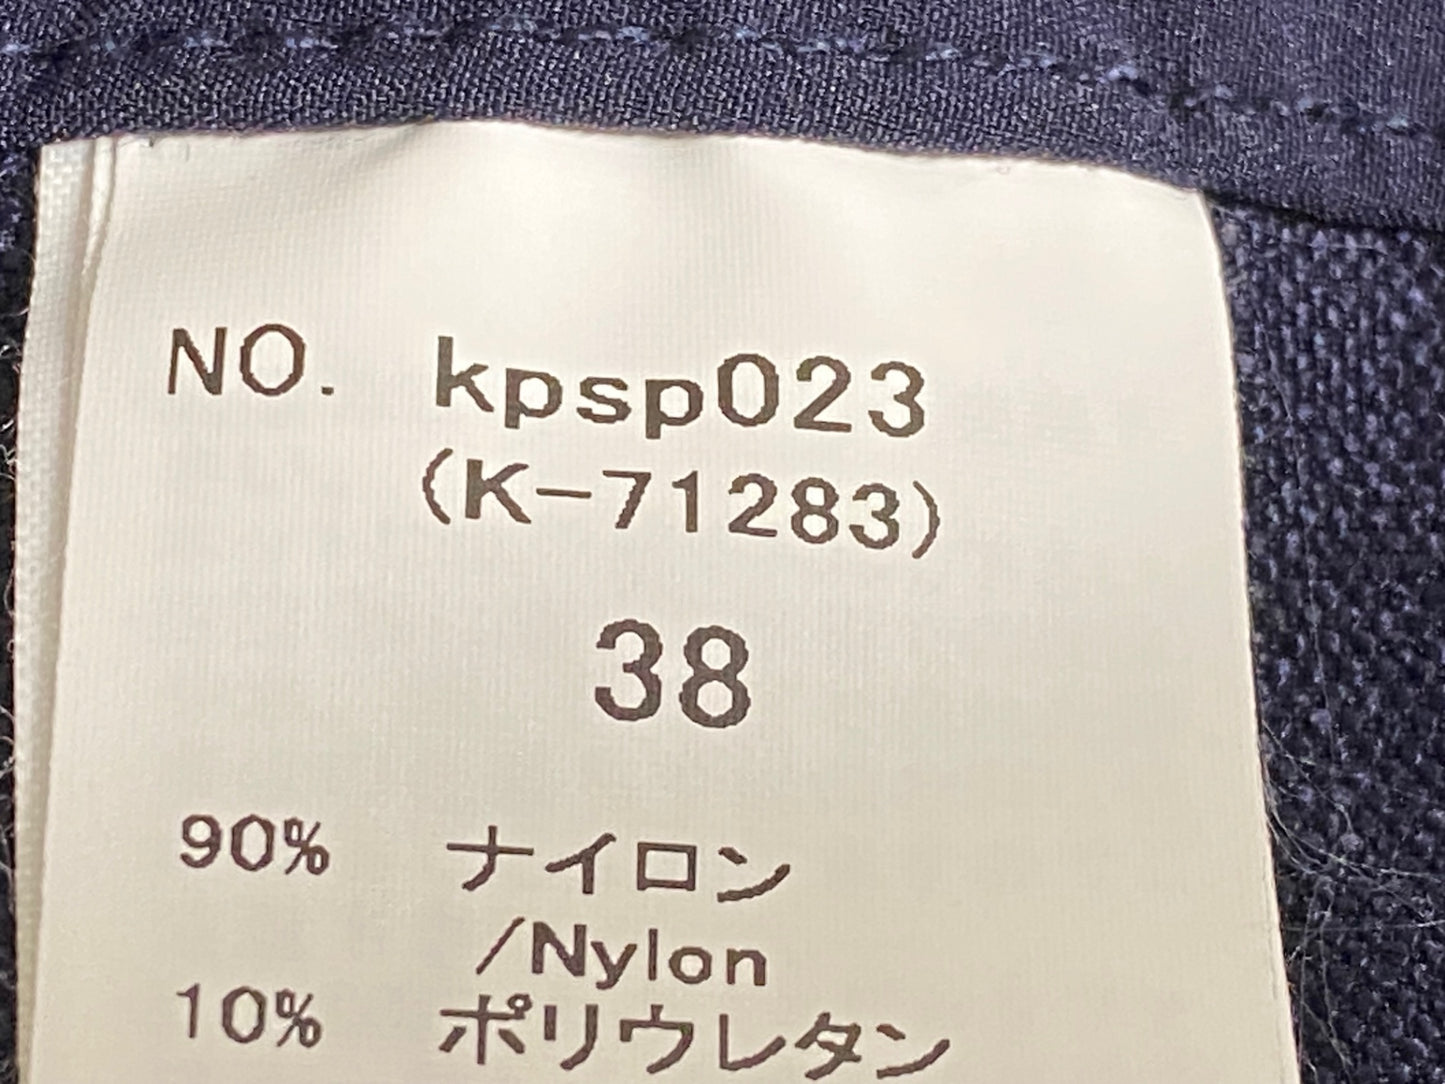 NO. kpsp023
(K-71283)
38
90% ナイロン
/Nylon
10% ポリウレタン